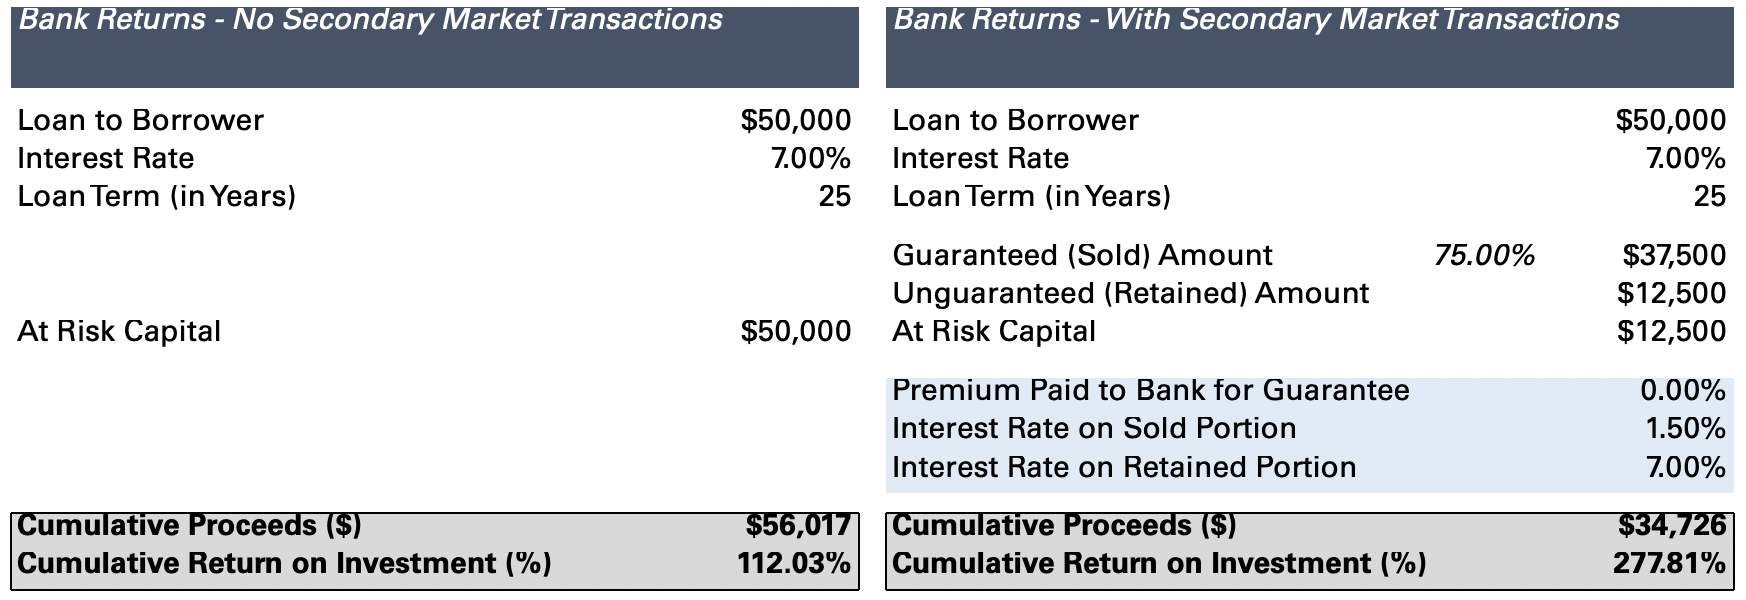 Bank Returns - No Secondary Market Transactions
Loan to Borrower $50,000
Interest Rate 7.00%
Loan Term (in Years) 25
At Risk Capital $50,000
Cumulative Proceeds ($) $56,017
Cumulative Return on Investment (%) 112.03%
Bank Returns - With Secondary Market Transactions
Loan to Borrower $50,000
Interest Rate 7.00%
Loan Term (in Years) 25
Guaranteed (Sold) Amount 75.00% $37,500
Unguaranteed (Retained) Amount $12,500
At Risk Capital $12,500
Premium Paid to Bank for Guarantee 0.00%
Interest Rate on Sold Portion 1.50%
Interest Rate on Retained Portion 7.00%
Cumulative Proceeds ($) $34,726
Cumulative Return on Investment (%) 277.81%